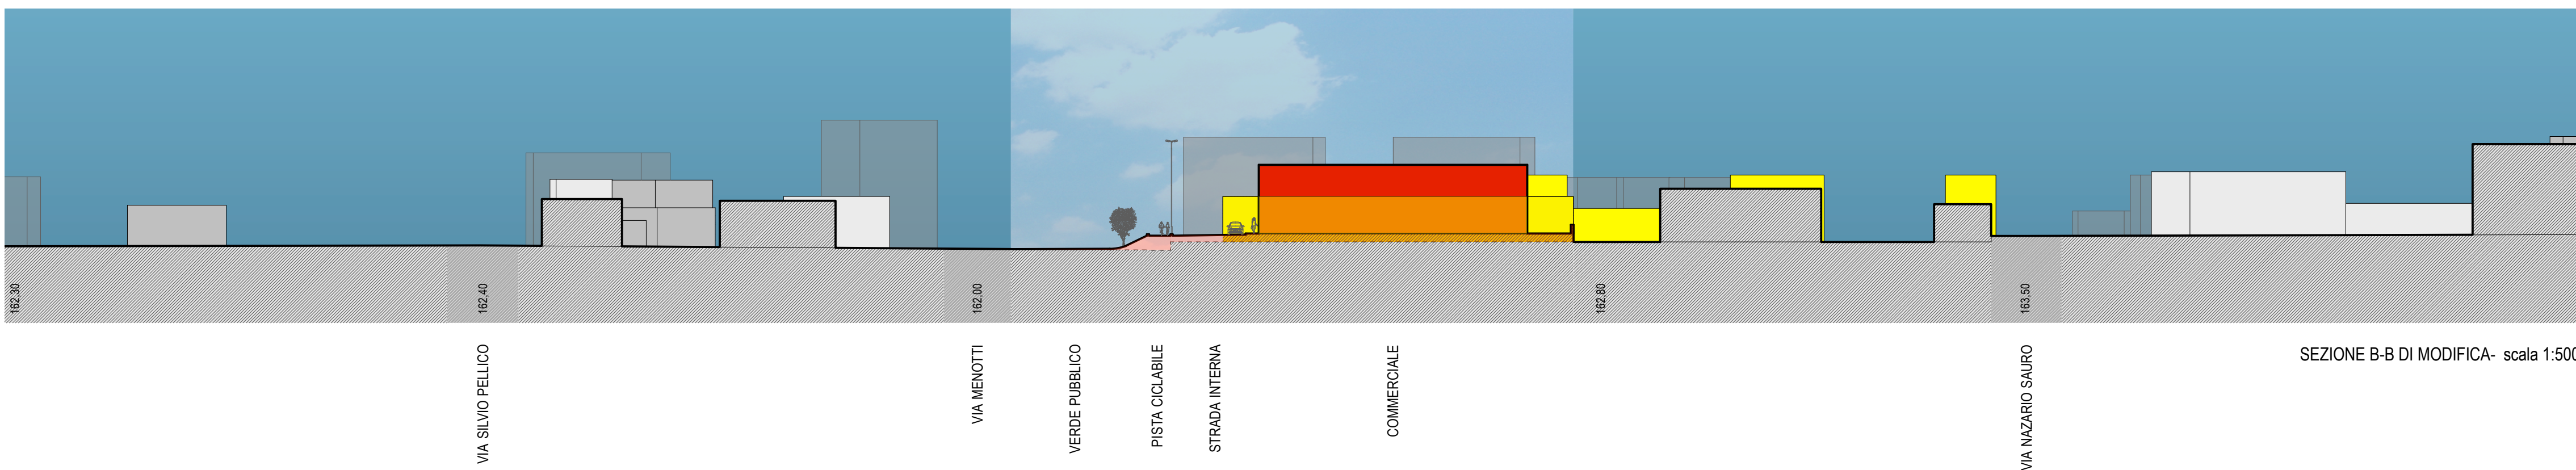 162,30
162,40
162,00
162,80
163,50
VIA SILVIO PELLICO
VIA MENOTTI
VERDE PUBBLICO
PISTA CICLABILE
STRADA INTERNA
COMMERCIALE
VIA NAZARIO SAURO
SEZIONE B-B DI MODIFICA- scala 1:500